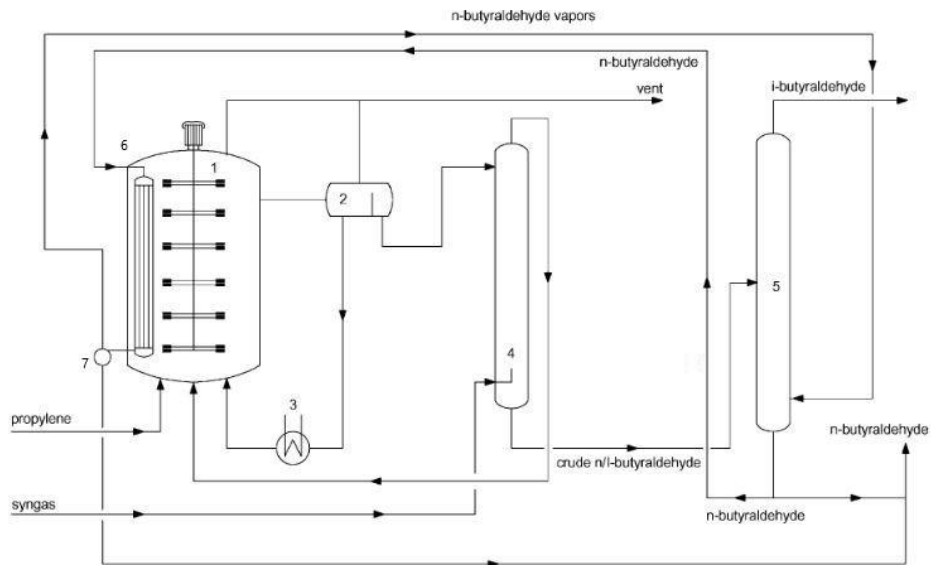 n-butyraldehyde vapors
n-butyraldehyde
i-butyraldehyde
vent
6
1
2
5
7
4
3
propylene
n-butyraldehyde
crude n/l-butyraldehyde
syngas
n-butyraldehyde